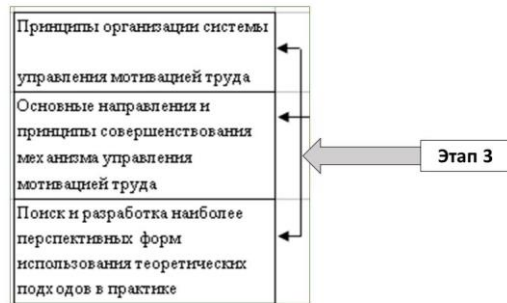 Принципы организации системы
управления мотивацией труда
Основные направления и
принципы совершенствования
механизма управления
мотивацией труда
Поиск и разработка наиболее
перспективных форм
использования теоретических
подходов в практике
Этап 3